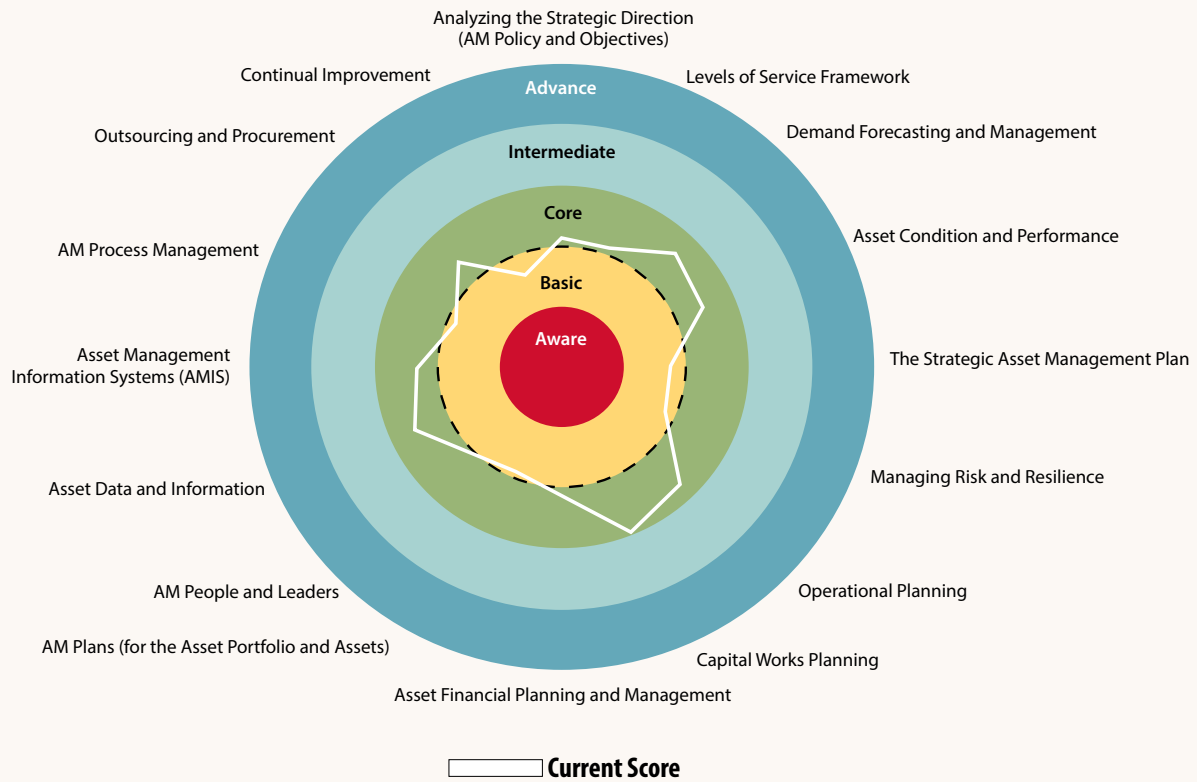 Analyzing the Strategic Direction
(AM Policy and Objectives)
Continual Improvement
Levels of Service Framework
Advance
Outsourcing and Procurement
Demand Forecasting and Management
Intermediate
Core
AM Process Management
Asset Condition and Performance
Basic
Aware
Asset Management
Information Systems (AMIS)
The Strategic Asset Management Plan
Asset Data and Information
Managing Risk and Resilience
AM People and Leaders
Operational Planning
AM Plans (for the Asset Portfolio and Assets)
Capital Works Planning
Asset Financial Planning and Management
Current Score